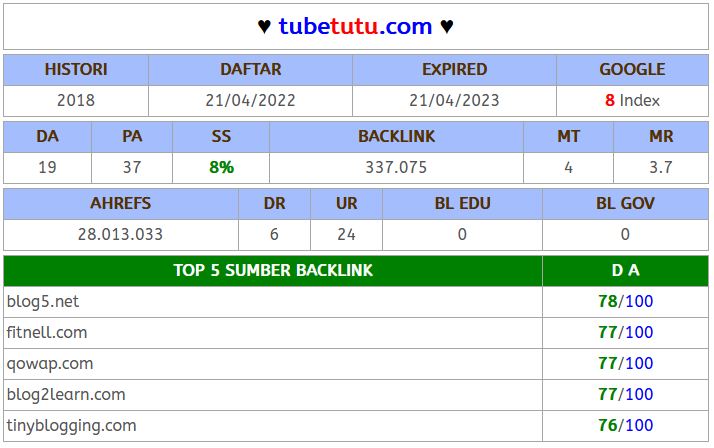 ♥ tubetutu.com ♥
HISTORI DAFTAR EXPIRED GOOGLE
2018 21/04/2022 21/04/2023 8 Index
DA PA SS BACKLINK MT MR
19 37 8% 337.075 4 3.7
AHREFS DR UR BL EDU BL GOV
28.013.033 6 24 0 0
TOP 5 SUMBER BACKLINK D A
blog5.net 78/100
fitnell.com 77/100
qowap.com 77/100
blog2learn.com 77/100
tinyblogging.com 76/100